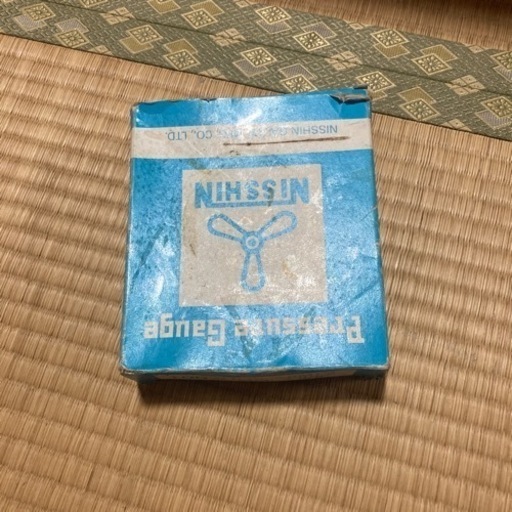 Pressure Gauge
NISSHIN
NISSHIN CO., LTD.